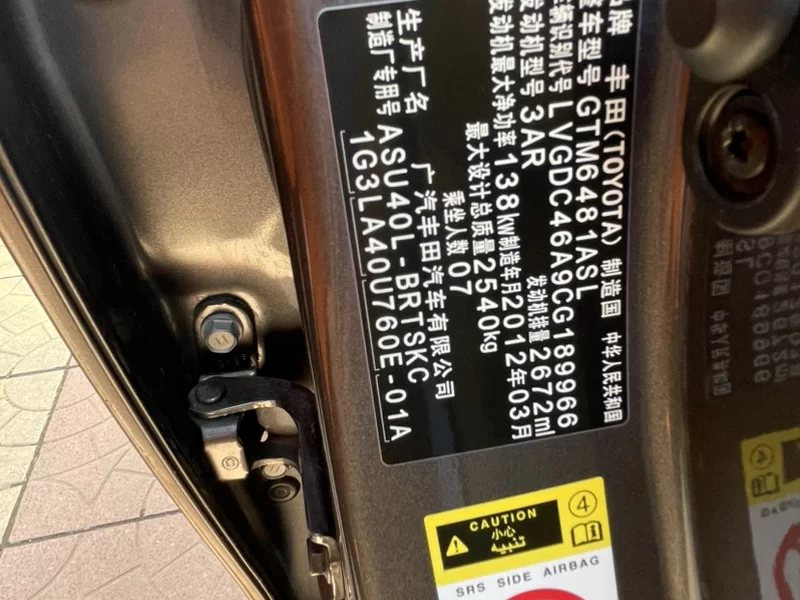 品牌 丰田(TOYOTA) 制造国 中华人民共和国
整车型号 GTM6481ASL
车辆识别代号 LVGDC46A9CG189966
发动机型号 3AR 发动机排量 2672ml
发动机最大净功率 138kW 制造年月 2012年03月
最大设计总质量 2540kg
乘坐人数 07
生产厂名 广汽丰田汽车有限公司
制造厂专用号 ASU40L-BRTSKC
1G3LA40U760E-01A
CAUTION
小心
4
SRS SIDE AIRBAG